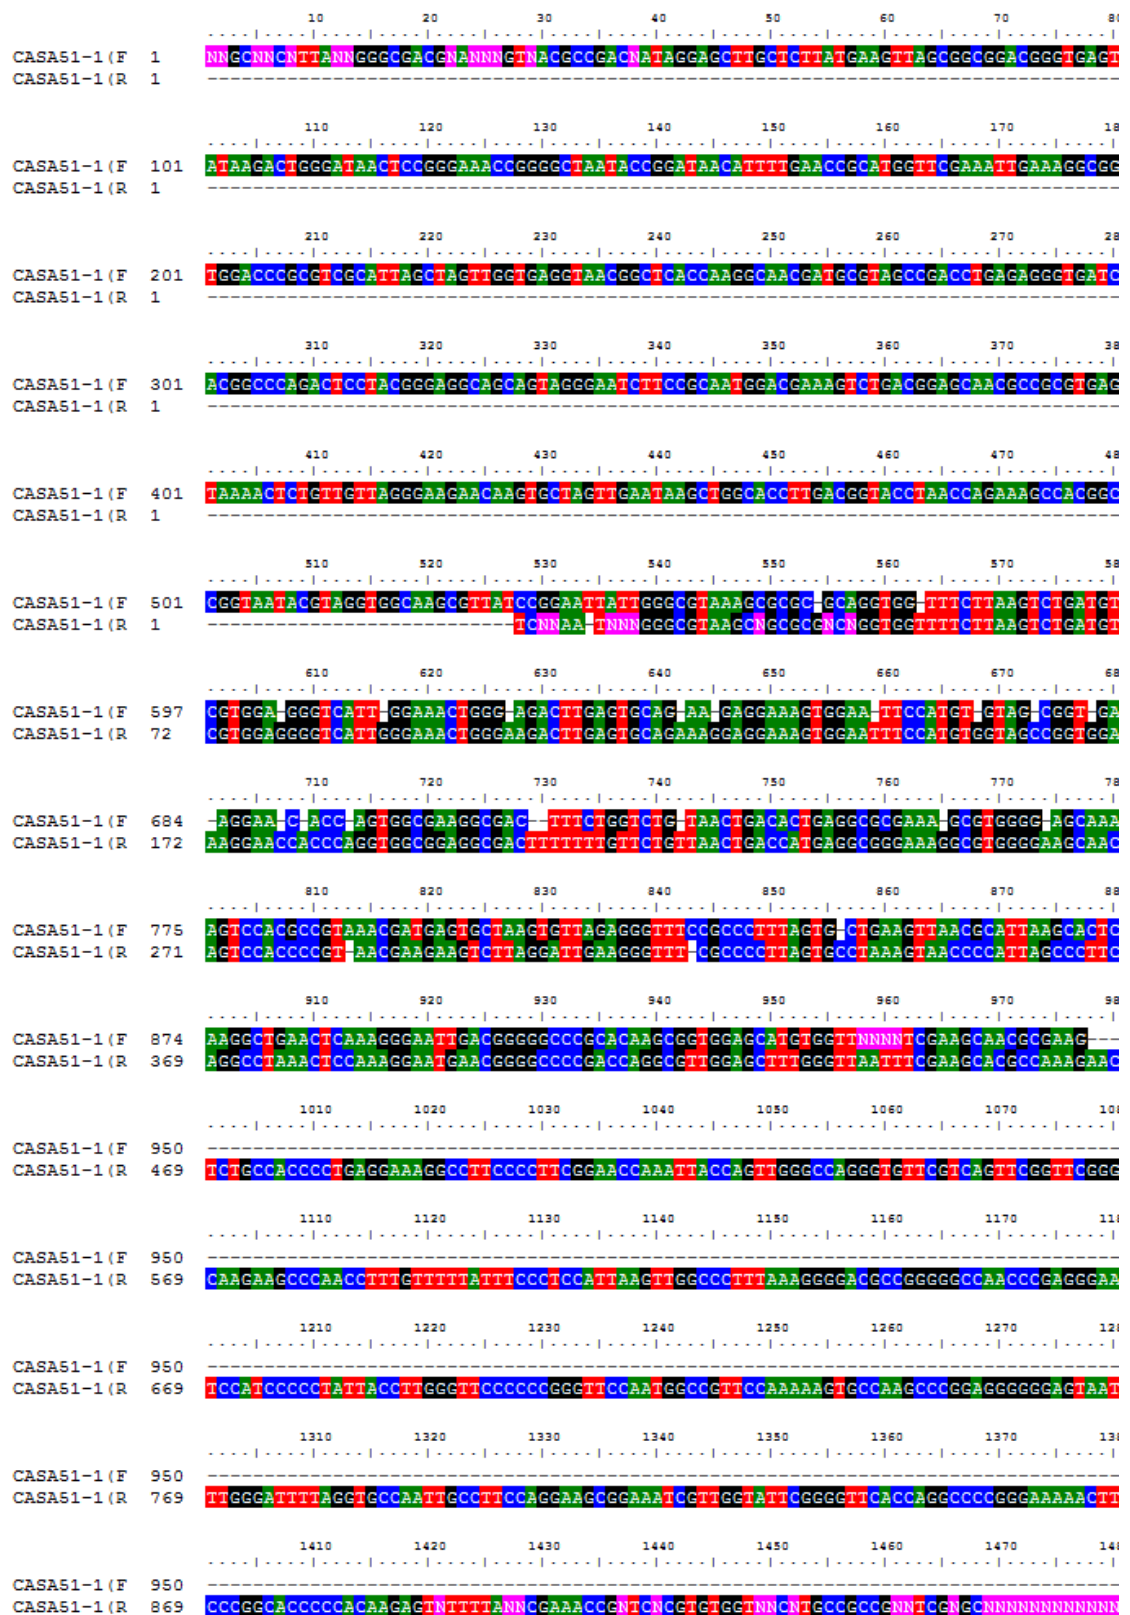 10 20 30 40 50 60 70
....|....|....|....|....|....|....|....|....|....|....|....|....|....|....|....|
CASA51-1(F 1 NNGCNNCNTTANNGGGCGACGNANNNGTNACGCCGACNATAGGAGCTTGCTCTTATGAAGTTAGCGGCGGACGGGTGAGT
CASA51-1(R 1 --------------------------------------------------------------------------------
110 120 130 140 150 160 170
....|....|....|....|....|....|....|....|....|....|....|....|....|....|....|....|
CASA51-1(F 101 ATAAGACTGGGATAACTCCGGGAAACCGGGGCTAATACCGGATAACATTTTGAACCGCATGGTTCGAAATTGAAAGGCGG
CASA51-1(R 1 --------------------------------------------------------------------------------
210 220 230 240 250 260 270
....|....|....|....|....|....|....|....|....|....|....|....|....|....|....|....|
CASA51-1(F 201 TGGACCCGCGTCGCATTAGCTAGTTGGTGAGGTAACGGCTCACCAAGGCAACGATGCGTAGCCGACCTGAGAGGGTGATC
CASA51-1(R 1 --------------------------------------------------------------------------------
310 320 330 340 350 360 370
....|....|....|....|....|....|....|....|....|....|....|....|....|....|....|....|
CASA51-1(F 301 ACGGCCCAGACTCCTACGGGAGGCAGCAGTAGGGAATCTTCCGCAATGGACGAAAGTCTGACGGAGCAACGCCGCGTGAG
CASA51-1(R 1 --------------------------------------------------------------------------------
410 420 430 440 450 460 470
....|....|....|....|....|....|....|....|....|....|....|....|....|....|....|....|
CASA51-1(F 401 TAAAACTCTGTTGTTAGGGAAGAACAAGTGCTAGTTGAATAAGCTGGCACCTTGACGGTACCTAACCAGAAAGCCACGGC
CASA51-1(R 1 --------------------------------------------------------------------------------
510 520 530 540 550 560 570
....|....|....|....|....|....|....|....|....|....|....|....|....|....|....|....|
CASA51-1(F 501 CGGTAATACGTAGGTGGCAAGCGTTATCCGGAATTATTGGGCGTAAAGCGCGC-GCAGGTGG-TTTCTTAAGTCTGATGT
CASA51-1(R 1 ---------------------------TCNNAA-TNNNGGGCGTAAGCNGCGCGNCNGGTGGTTTTCTTAAGTCTGATGT
610 620 630 640 650 660 670
....|....|....|....|....|....|....|....|....|....|....|....|....|....|....|....|
CASA51-1(F 597 CGTGGA-GGGTCATT-GGAAACTGGG-AGACTTGAGTGCAG-AA-GAGGAAAGTGGAA-TTCCATGT-GTAG-CGGT-GA
CASA51-1(R 72 CGTGGAGGGGTCATTGGGAAACTGGGAAGACTTGAGTGCAGAAAGGAGGAAAGTGGAATTTCCATGTGGTAGCCGGTGGA
710 720 730 740 750 760 770
....|....|....|....|....|....|....|....|....|....|....|....|....|....|....|....|
CASA51-1(F 684 -AGGAA-C-ACC-AGTGGCGAAGGCGAC--TTTCTGGTCTG-TAACTGACACTGAGGCGCGAAA-GCGTGGGG-AGCAAA
CASA51-1(R 172 AAGGAACCACCCAGGTGGCGGAGGCGACTTTTTTTGTTCTGTTAACTGACCATGAGGCGGGAAAGGCGTGGGGAAGCAAC
810 820 830 840 850 860 870
....|....|....|....|....|....|....|....|....|....|....|....|....|....|....|....|
CASA51-1(F 775 AGTCCACGCCGTAAACGATGAGTGCTAAGTGTTAGAGGGTTTCCGCCCTTTAGTG-CTGAAGTTAACGCATTAAGCACTC
CASA51-1(R 271 AGTCCACCCCGT-AACGAAGAAGTCTTAGGATTGAAGGGTTT-CGCCCCTTAGTGCCTAAAGTAACCCCATTAGCCCTTC
910 920 930 940 950 960 970
....|....|....|....|....|....|....|....|....|....|....|....|....|....|....|....|
CASA51-1(F 874 AAGGCTGAACTCAAAGGGAATTGACGGGGGCCCGCACAAGCGGTGGAGCATGTGGTTNNNNTCGAAGCAACGCGAAG---
CASA51-1(R 369 AGGCCTAAACTCCAAAGGAATGAACGGGGCCCCGACCAGGCGTTGGAGCTTTGGGTTAATTTCGAAGCACGCCAAAGAAC
1010 1020 1030 1040 1050 1060 1070
....|....|....|....|....|....|....|....|....|....|....|....|....|....|....|....|
CASA51-1(F 950 --------------------------------------------------------------------------------
CASA51-1(R 469 TCTGCCACCCCTGAGGAAAGGCCTTCCCCTTCGGAACCAAATTACCAGTTGGGCCAGGGTGTTCGTCAGTTCGGTTCGGG
1110 1120 1130 1140 1150 1160 1170
....|....|....|....|....|....|....|....|....|....|....|....|....|....|....|....|
CASA51-1(F 950 --------------------------------------------------------------------------------
CASA51-1(R 569 CAAGAAGCCCAACCTTTGTTTTTATTTCCCTCCATTAAGTTGGCCCTTTAAAGGGGACGCCGGGGGCCAACCCGAGGGAA
1210 1220 1230 1240 1250 1260 1270
....|....|....|....|....|....|....|....|....|....|....|....|....|....|....|....|
CASA51-1(F 950 --------------------------------------------------------------------------------
CASA51-1(R 669 TCCATCCCCCTATTACCTTGGGTTCCCCCCGGGTTCCAATGGCCGTTCCAAAAAGTGCCAAGCCCGGAGGGGGGAGTAAT
1310 1320 1330 1340 1350 1360 1370
....|....|....|....|....|....|....|....|....|....|....|....|....|....|....|....|
CASA51-1(F 950 --------------------------------------------------------------------------------
CASA51-1(R 769 TTGGGATTTTAGGTGCCAATTGCCTTCCAGGAAGCGGAAATCGTTGGTATTCGGGGTTCACCAGGCCCCGGGAAAAACTT
1410 1420 1430 1440 1450 1460 1470
....|....|....|....|....|....|....|....|....|....|....|....|....|....|....|....|
CASA51-1(F 950 --------------------------------------------------------------------------------
CASA51-1(R 869 CCCGGCACCCCCACAAGAGTNTTTTANNCGAAACCGNTCNCGTGTGGTNNCNTGCCGCCGNNTCGNGCNNNNNNNNNNNN